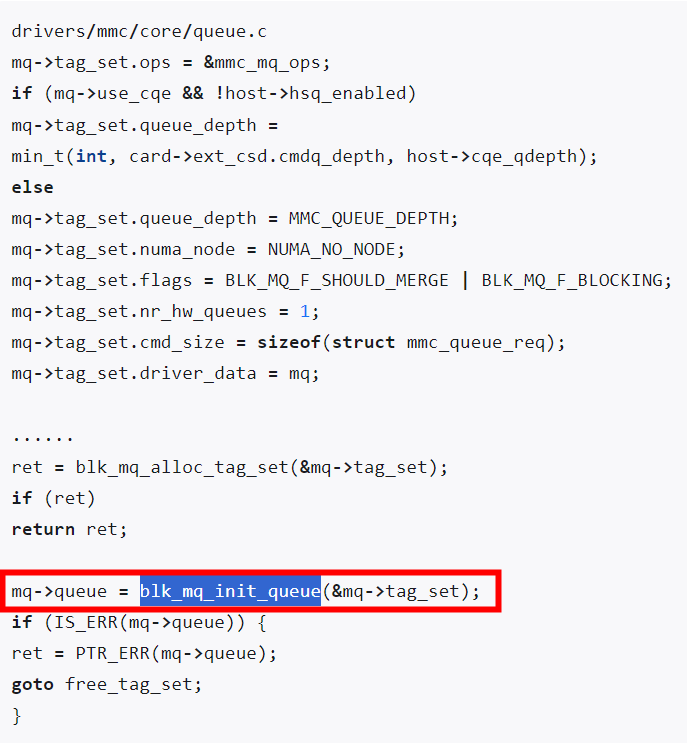 drivers/mmc/core/queue.c
mq->tag_set.ops = &mmc_mq_ops;
if (mq->use_cqe && !host->hsq_enabled)
mq->tag_set.queue_depth =
min_t(int, card->ext_csd.cmdq_depth, host->cqe_qdepth);
else
mq->tag_set.queue_depth = MMC_QUEUE_DEPTH;
mq->tag_set.numa_node = NUMA_NO_NODE;
mq->tag_set.flags = BLK_MQ_F_SHOULD_MERGE | BLK_MQ_F_BLOCKING;
mq->tag_set.nr_hw_queues = 1;
mq->tag_set.cmd_size = sizeof(struct mmc_queue_req);
mq->tag_set.driver_data = mq;
......
ret = blk_mq_alloc_tag_set(&mq->tag_set);
if (ret)
return ret;
mq->queue = blk_mq_init_queue(&mq->tag_set);
if (IS_ERR(mq->queue)) {
ret = PTR_ERR(mq->queue);
goto free_tag_set;
}